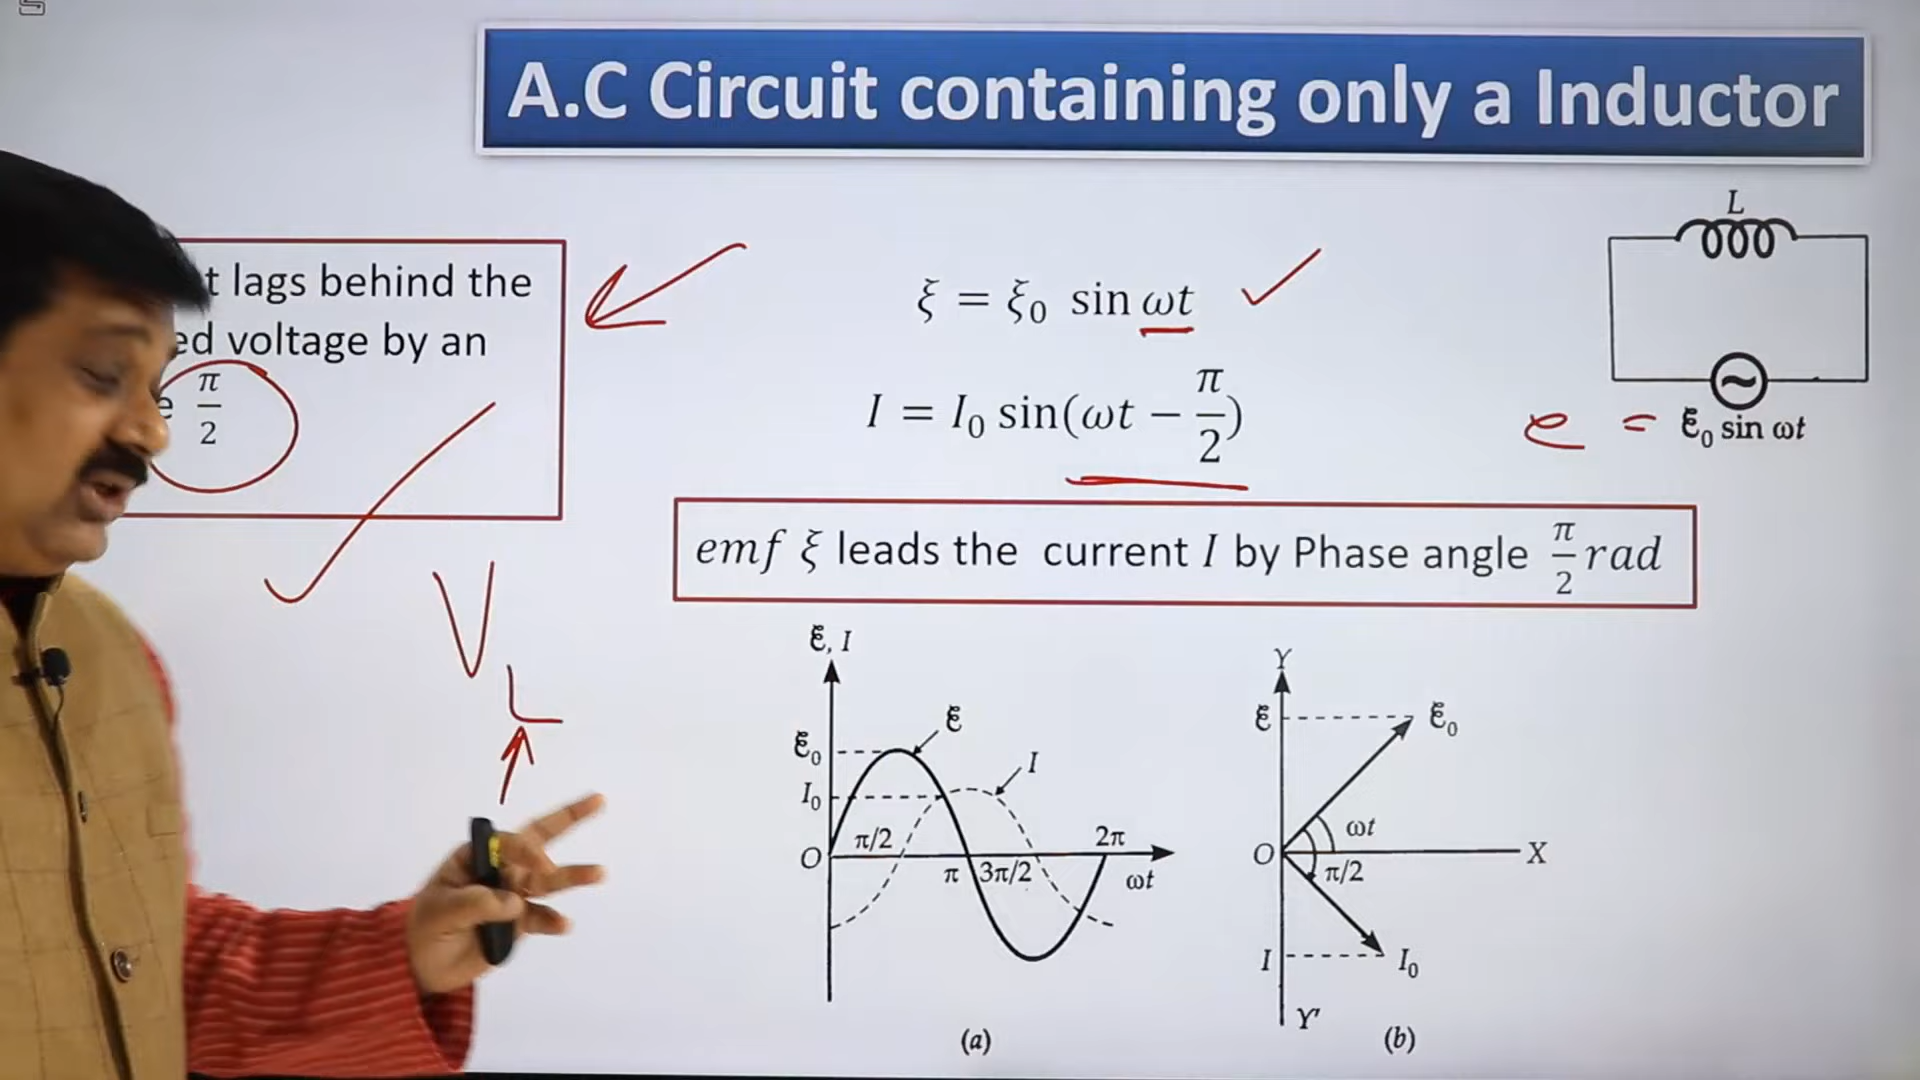 A.C Circuit containing only a Inductor
lags behind the
voltage by an
π/2
ξ = ξ₀ sin ωt
I = I₀ sin(ωt − π/2)
L
e = ℰ₀ sin ωt
emf ξ leads the current I by Phase angle π/2 rad
V L
ℰ, I
ℰ₀
I₀
O
ℰ
I
π/2
π
3π/2
2π
ωt
(a)
Y
ℰ
ℰ₀
ωt
O
X
π/2
I
I₀
Y'
(b)